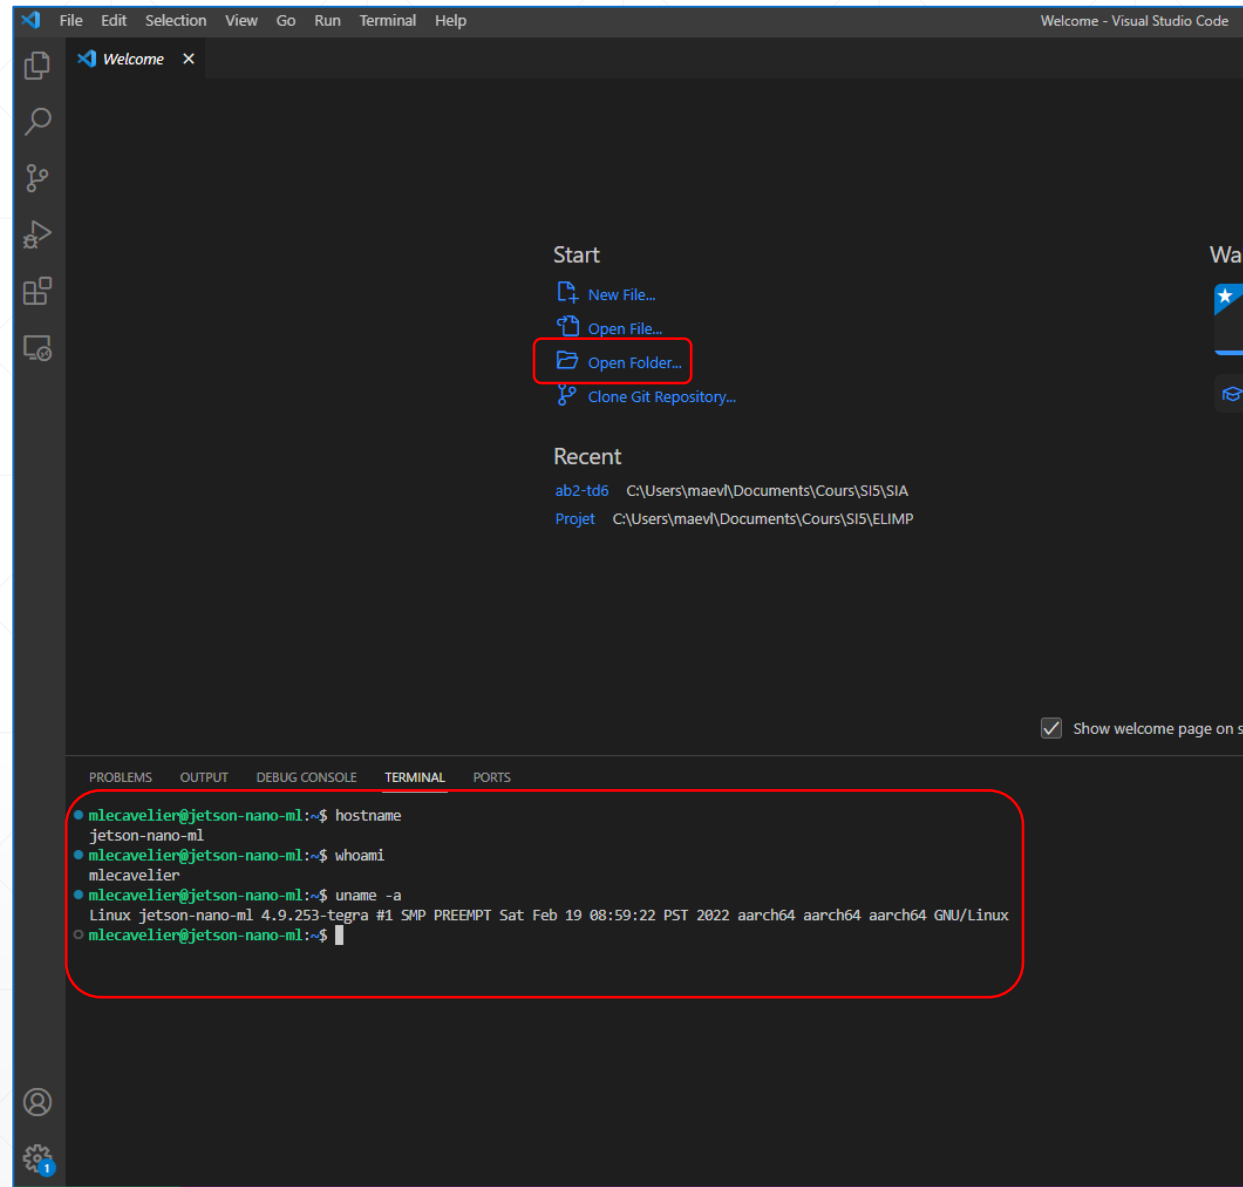 File Edit Selection View Go Run Terminal Help
Welcome - Visual Studio Code
Welcome
Start
New File...
Open File...
Open Folder...
Clone Git Repository...
Wa
Recent
ab2-td6 C:\Users\maevl\Documents\Cours\SI5\SIA
Projet C:\Users\maevl\Documents\Cours\SI5\ELIMP
Show welcome page on s
PROBLEMS OUTPUT DEBUG CONSOLE TERMINAL PORTS
mlecavelier@jetson-nano-ml:~$ hostname
jetson-nano-ml
mlecavelier@jetson-nano-ml:~$ whoami
mlecavelier
mlecavelier@jetson-nano-ml:~$ uname -a
Linux jetson-nano-ml 4.9.253-tegra #1 SMP PREEMPT Sat Feb 19 08:59:22 PST 2022 aarch64 aarch64 aarch64 GNU/Linux
mlecavelier@jetson-nano-ml:~$
1